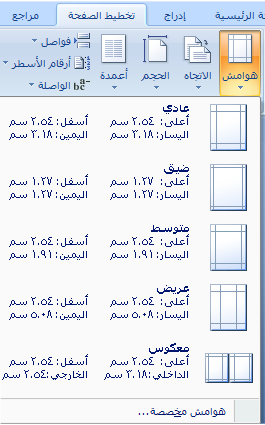 ة الرئيسية إدراج تخطيط الصفحة مراجع
هوامش الاتجاه الحجم أعمدة
فواصل
أرقام الأسطر
الواصلة
عادي
أعلى: ٢.٥٤ سم أسفل: ٢.٥٤ سم
اليسار: ٣.١٨ سم اليمين: ٣.١٨ سم
ضيق
أعلى: ١.٢٧ سم أسفل: ١.٢٧ سم
اليسار: ١.٢٧ سم اليمين: ١.٢٧ سم
متوسط
أعلى: ٢.٥٤ سم أسفل: ٢.٥٤ سم
اليسار: ١.٩١ سم اليمين: ١.٩١ سم
عريض
أعلى: ٢.٥٤ سم أسفل: ٢.٥٤ سم
اليسار: ٥.٠٨ سم اليمين: ٥.٠٨ سم
معكوس
أعلى: ٢.٥٤ سم أسفل: ٢.٥٤ سم
الداخلي: ٣.١٨ سم الخارجي: ٢.٥٤ سم
هوامش مخصصة...